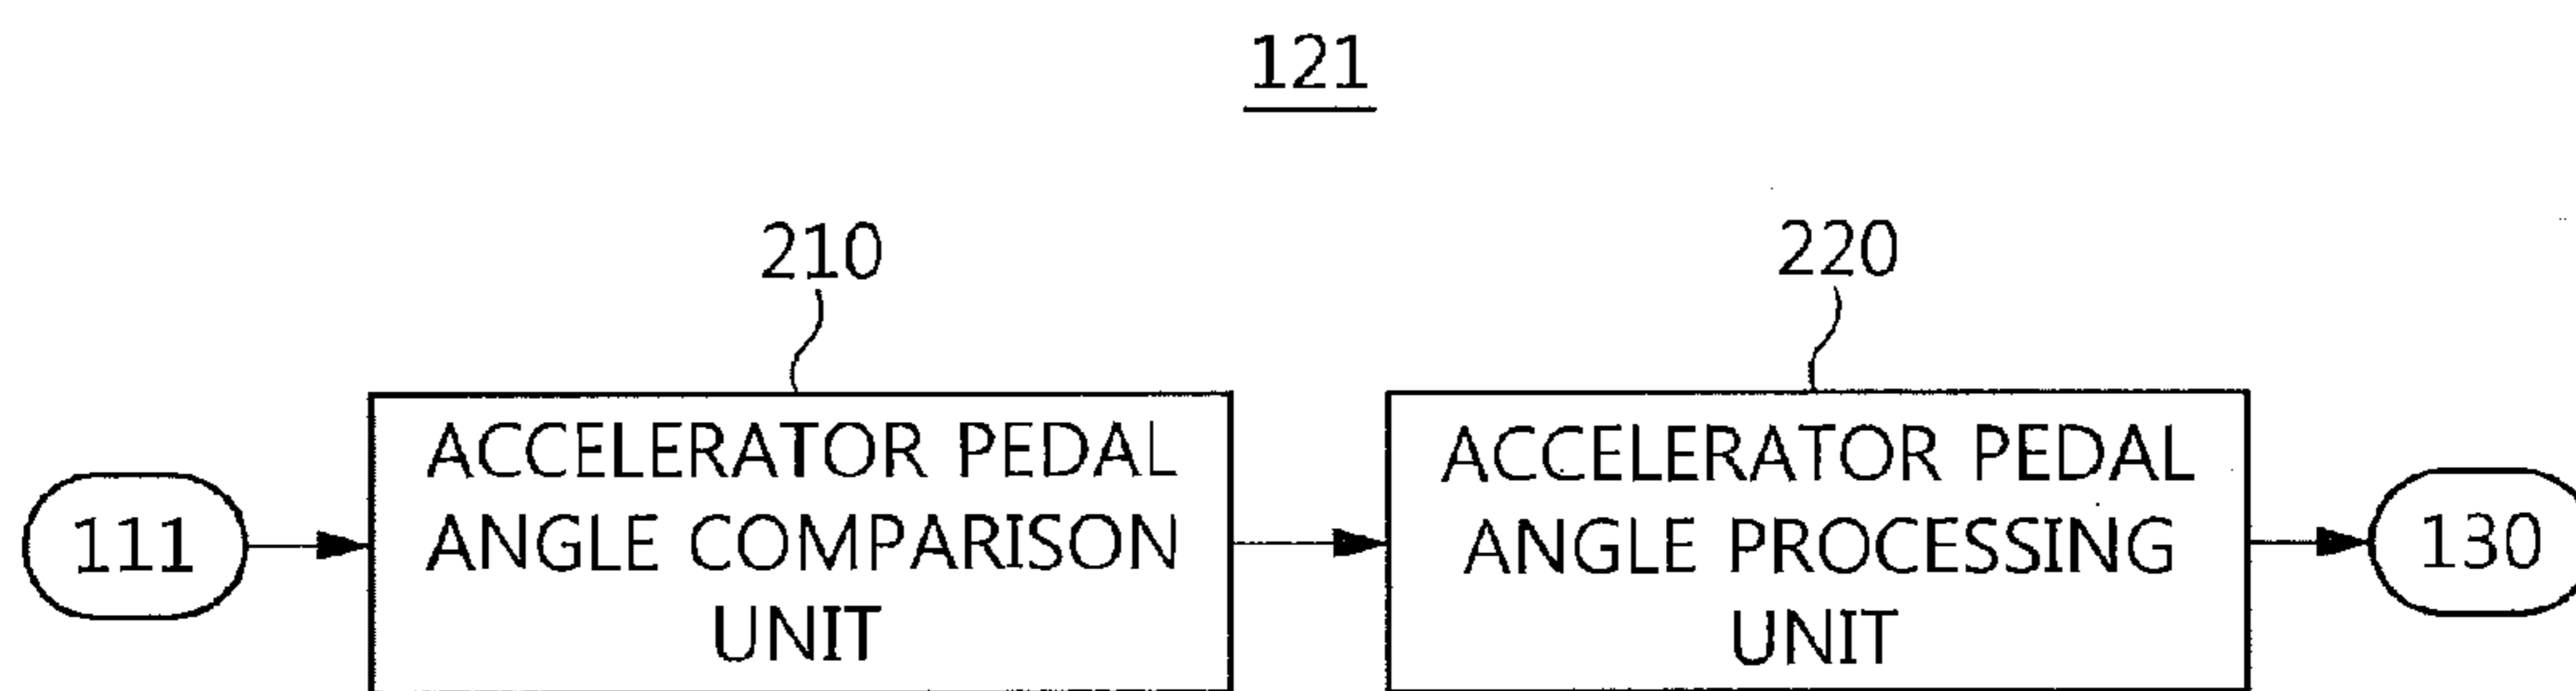 121
210
220
111
ACCELERATOR PEDAL
ANGLE COMPARISON
UNIT
ACCELERATOR PEDAL
ANGLE PROCESSING
UNIT
130